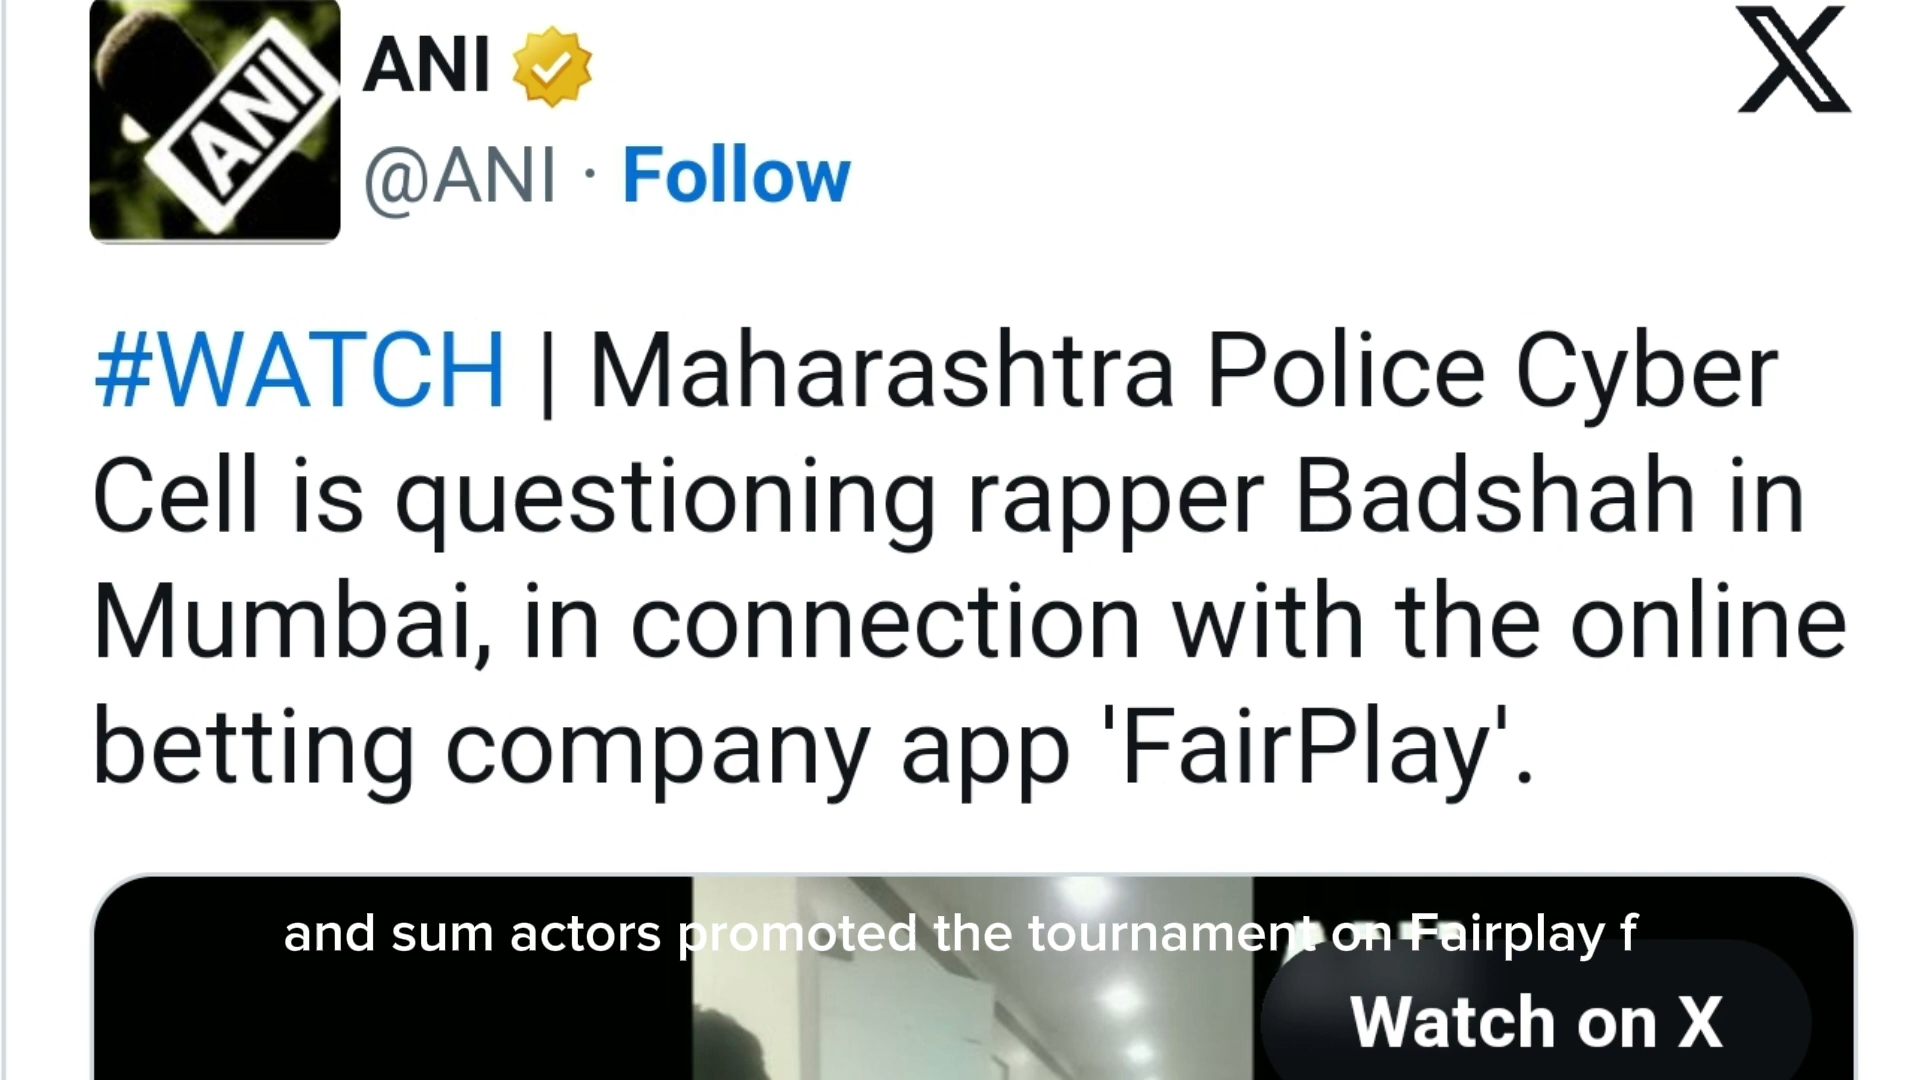 ANI
ANI
@ANI · Follow
#WATCH | Maharashtra Police Cyber
Cell is questioning rapper Badshah in
Mumbai, in connection with the online
betting company app 'FairPlay'.
and sum actors promoted the tournament on Fairplay f
Watch on X